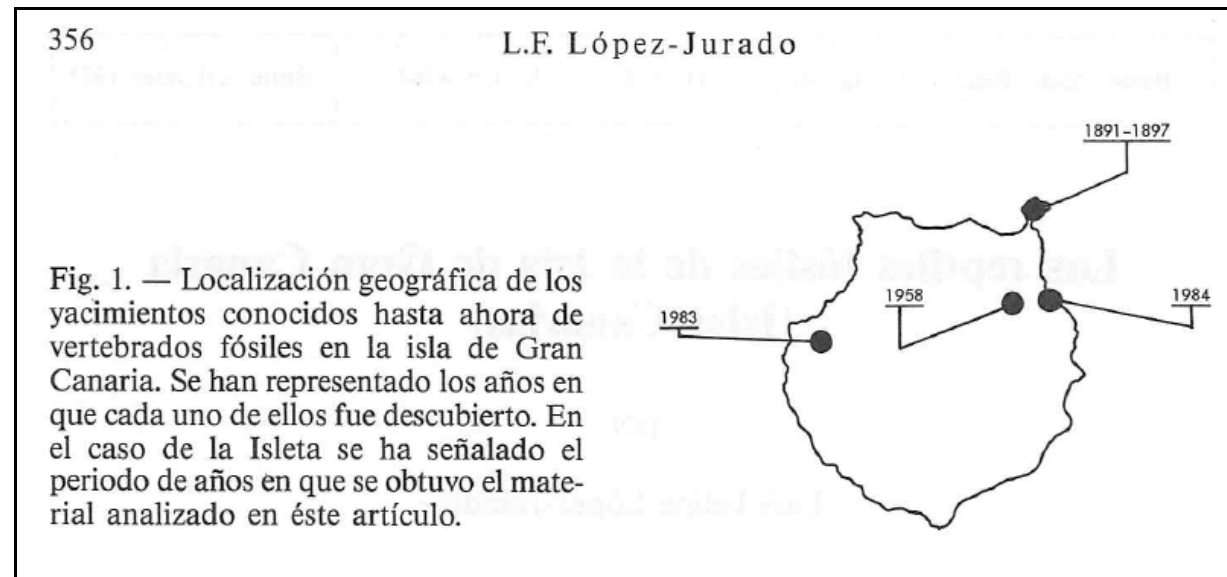 356
L.F. López-Jurado
1891-1897
Fig. 1. — Localización geográfica de los
yacimientos conocidos hasta ahora de
vertebrados fósiles en la isla de Gran
Canaria. Se han representado los años en
que cada uno de ellos fue descubierto. En
el caso de la Isleta se ha señalado el
periodo de años en que se obtuvo el mate-
rial analizado en éste artículo.
1983
1958
1984